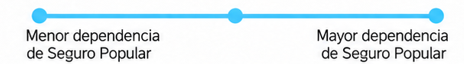 Menor dependencia
de Seguro Popular
Mayor dependencia
de Seguro Popular